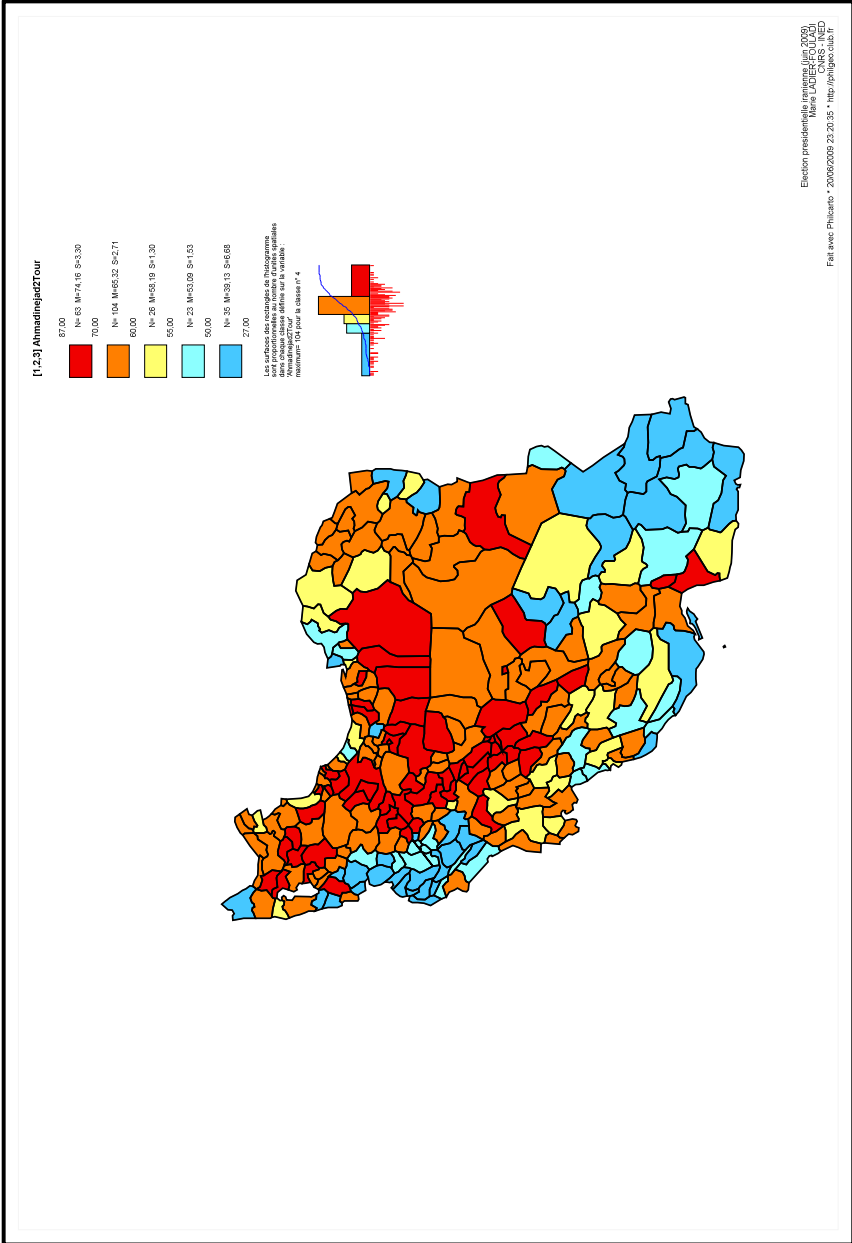 [1.2.3] Ahmadinejad2Tour
87,00
N= 63 M=74,16 S=3,30
70,00
N= 104 M=65,32 S=2,71
60,00
N= 26 M=58,19 S=1,30
55,00
N= 23 M=53,09 S=1,53
50,00
N= 35 M=39,13 S=6,68
27,00
Les surfaces des rectangles de l'histogramme
sont proportionnelles au nombre d'unites spatiales
dans chaque classe définie sur la variable :
'Ahmadinejad2Tour'
maximum= 104 pour la classe n° 4
Election presidentielle iranienne (juin 2009)
Marie LADIER-FOULADI
CNRS - INED
Fait avec Philcarto * 20/06/2009 23:20:35 * http://philgeo.club.fr